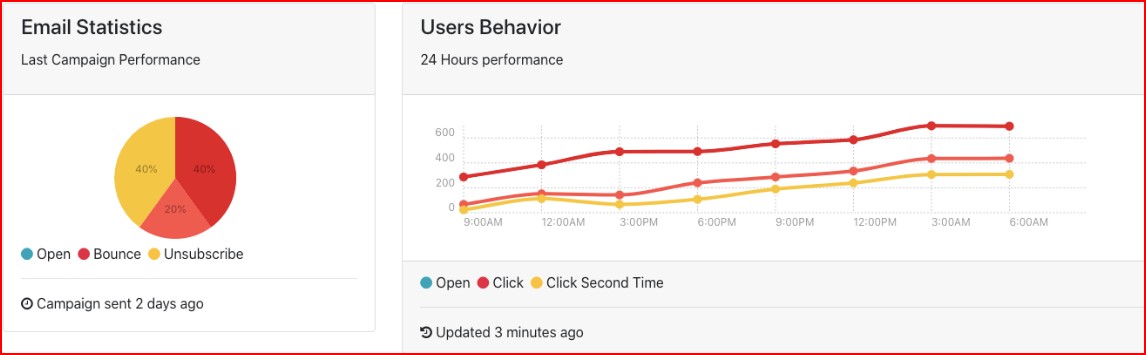 Email Statistics
Last Campaign Performance
40%
40%
20%
Open Bounce Unsubscribe
Campaign sent 2 days ago
Users Behavior
24 Hours performance
600
400
200
0
9:00AM 12:00AM 3:00PM 6:00PM 9:00PM 12:00PM 3:00AM 6:00AM
Open Click Click Second Time
Updated 3 minutes ago